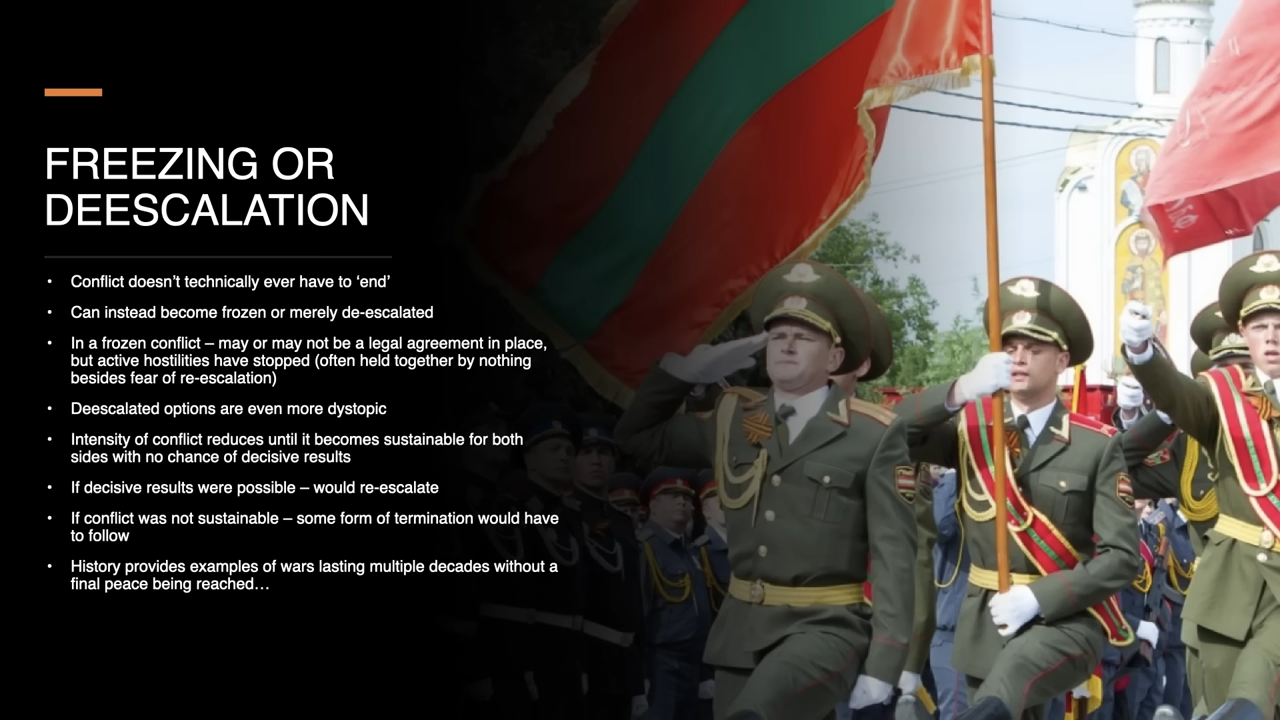 FREEZING OR
DEESCALATION
• Conflict doesn’t technically ever have to ‘end’
• Can instead become frozen or merely de-escalated
• In a frozen conflict – may or may not be a legal agreement in place,
but active hostilities have stopped (often held together by nothing
besides fear of re-escalation)
• Deescalated options are even more dystopic
• Intensity of conflict reduces until it becomes sustainable for both
sides with no chance of decisive results
• If decisive results were possible – would re-escalate
• If conflict was not sustainable – some form of termination would have
to follow
• History provides examples of wars lasting multiple decades without a
final peace being reached…